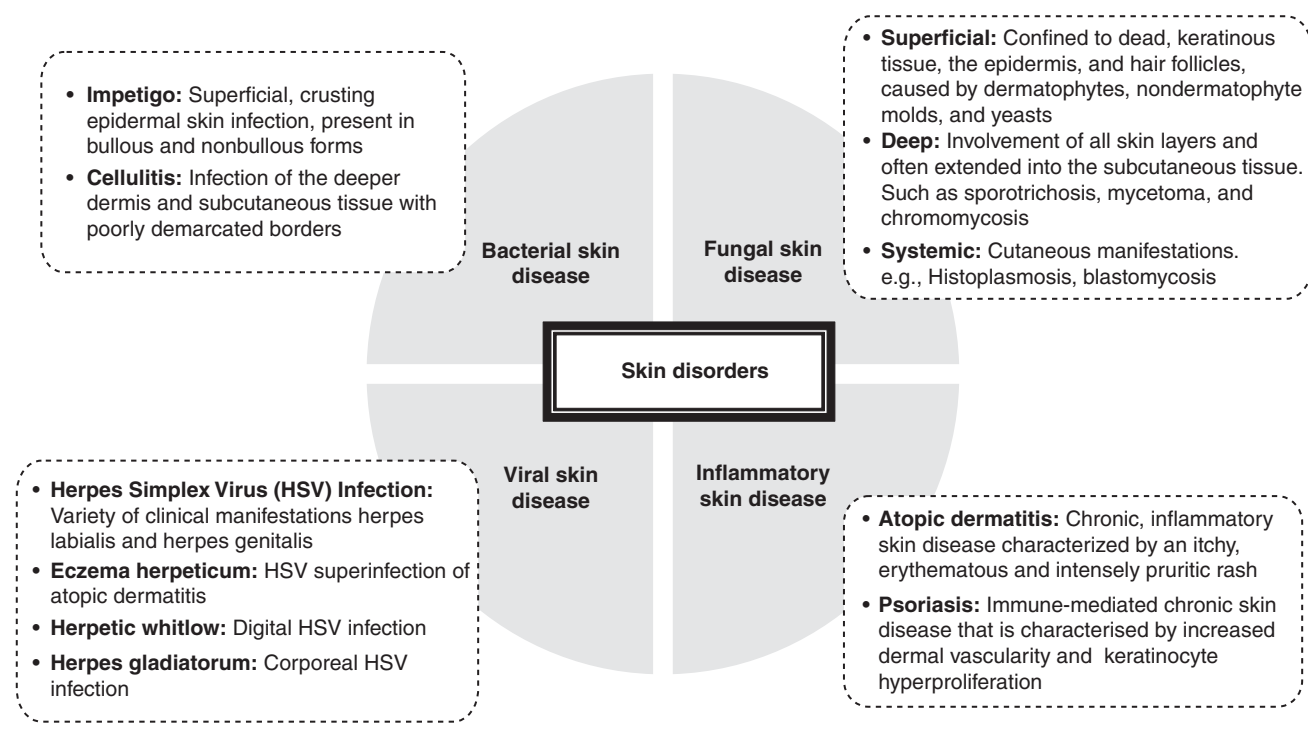 • Impetigo: Superficial, crusting
epidermal skin infection, present in
bullous and nonbullous forms
• Cellulitis: Infection of the deeper
dermis and subcutaneous tissue with
poorly demarcated borders
• Superficial: Confined to dead, keratinous
tissue, the epidermis, and hair follicles,
caused by dermatophytes, nondermatophyte
molds, and yeasts
• Deep: Involvement of all skin layers and
often extended into the subcutaneous tissue.
Such as sporotrichosis, mycetoma, and
chromomycosis
• Systemic: Cutaneous manifestations.
e.g., Histoplasmosis, blastomycosis
Bacterial skin
disease
Fungal skin
disease
Skin disorders
Viral skin
disease
Inflammatory
skin disease
• Herpes Simplex Virus (HSV) Infection:
Variety of clinical manifestations herpes
labialis and herpes genitalis
• Eczema herpeticum: HSV superinfection of
atopic dermatitis
• Herpetic whitlow: Digital HSV infection
• Herpes gladiatorum: Corporeal HSV
infection
• Atopic dermatitis: Chronic, inflammatory
skin disease characterized by an itchy,
erythematous and intensely pruritic rash
• Psoriasis: Immune-mediated chronic skin
disease that is characterised by increased
dermal vascularity and keratinocyte
hyperproliferation